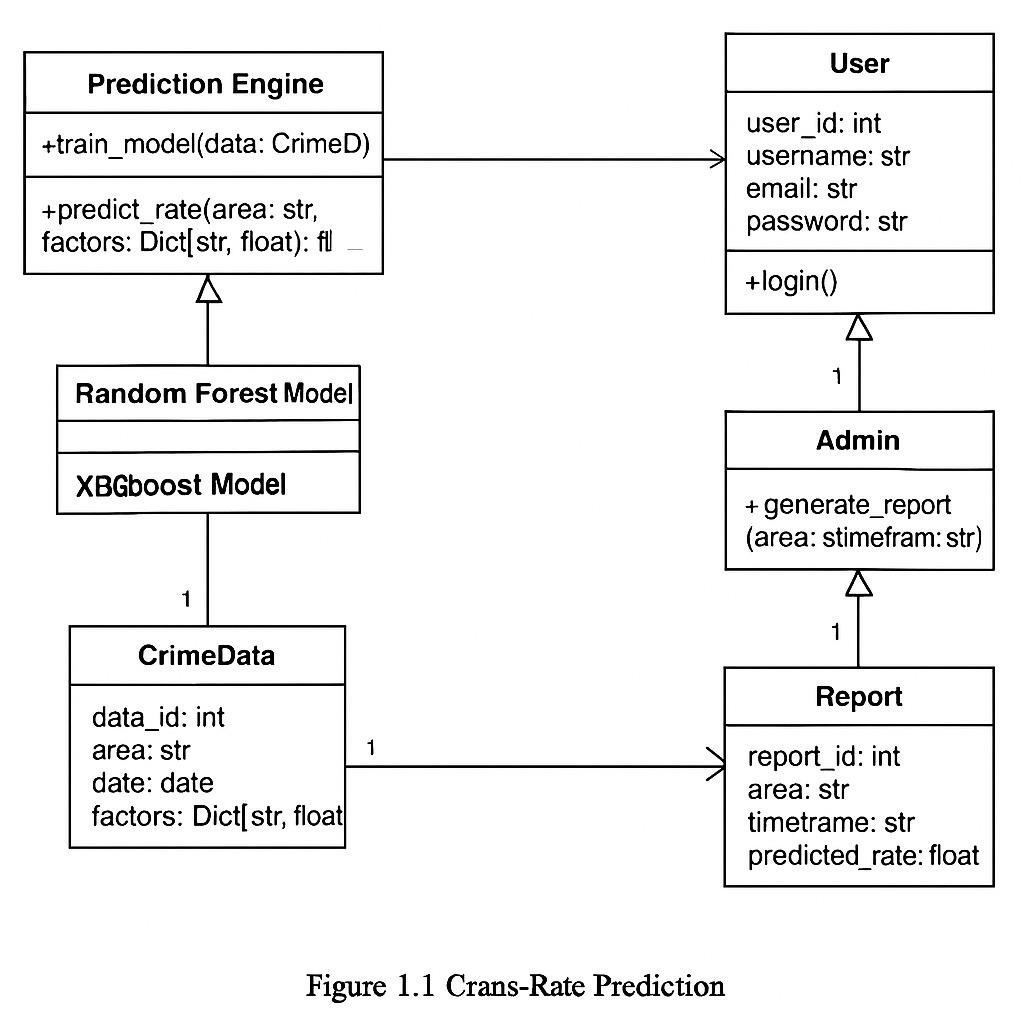 Prediction Engine
+train_model(data: CrimeD)
+predict_rate(area: str,
factors: Dict[str, float): fl
Random Forest Model
XBGboost Model
1
CrimeData
data_id: int
area: str
date: date
factors: Dict[str, float
1
User
user_id: int
username: str
email: str
password: str
+login()
1
Admin
+ generate_report
(area: stimefram: str)
1
Report
report_id: int
area: str
timetrame: str
predicted_rate: float
Figure 1.1 Crans-Rate Prediction